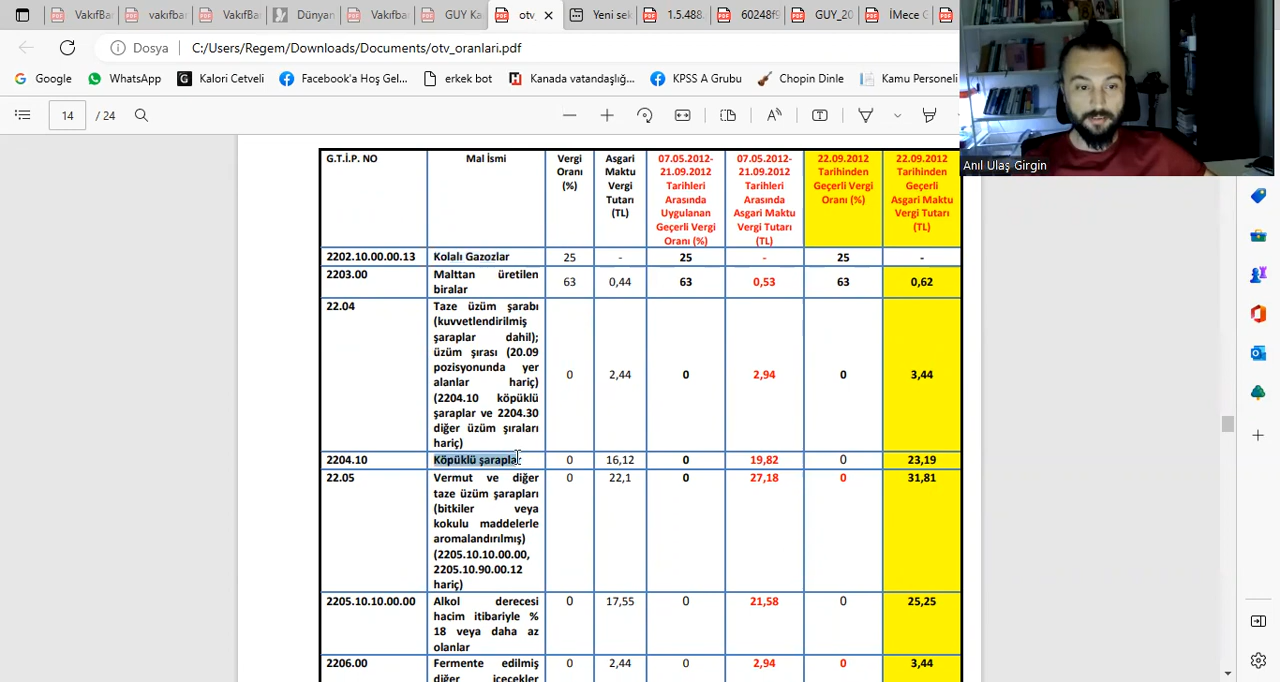 VakıfBa
vakıfbar
VakıfBa
Dünyan
Vakıfba
GUY Ka
otv
Yeni sek
1.5.488.
60248f9
GUY_20
İMece G
Dosya | C:/Users/Regem/Downloads/Documents/otv_oranlari.pdf
Google
WhatsApp
Kalori Cetveli
Facebook'a Hoş Gel...
erkek bot
Kanada vatandaşlığ...
KPSS A Grubu
Chopin Dinle
Kamu Personeli
14 / 24
Anıl Ulaş Girgin
G.T.İ.P. NO
Mal İsmi
Vergi
Oranı
(%)
Asgari
Maktu
Vergi
Tutarı
(TL)
07.05.2012-
21.09.2012
Tarihleri
Arasında
Uygulanan
Geçerli Vergi
Oranı (%)
07.05.2012-
21.09.2012
Tarihleri
Arasında
Asgari Maktu
Vergi Tutarı
(TL)
22.09.2012
Tarihinden
Geçerli Vergi
Oranı (%)
22.09.2012
Tarihinden
Geçerli
Asgari Maktu
Vergi Tutarı
(TL)
2202.10.00.00.13 Kolalı Gazozlar 25 - 25 - 25 -
2203.00
Malttan üretilen
biralar
63 0,44 63 0,53 63 0,62
22.04
Taze üzüm şarabı
(kuvvetlendirilmiş
şaraplar dahil);
üzüm şırası (20.09
pozisyonunda yer
alanlar hariç)
(2204.10 köpüklü
şaraplar ve 2204.30
diğer üzüm şıraları
hariç)
0 2,44 0 2,94 0 3,44
2204.10 Köpüklü şaraplar 0 16,12 0 19,82 0 23,19
22.05
Vermut ve diğer
taze üzüm şarapları
(bitkiler veya
kokulu maddelerle
aromalandırılmış)
(2205.10.10.00.00,
2205.10.90.00.12
hariç)
0 22,1 0 27,18 0 31,81
2205.10.10.00.00
Alkol derecesi
hacim itibariyle %
18 veya daha az
olanlar
0 17,55 0 21,58 0 25,25
2206.00
Fermente edilmiş
diğer içecekler
0 2,44 0 2,94 0 3,44